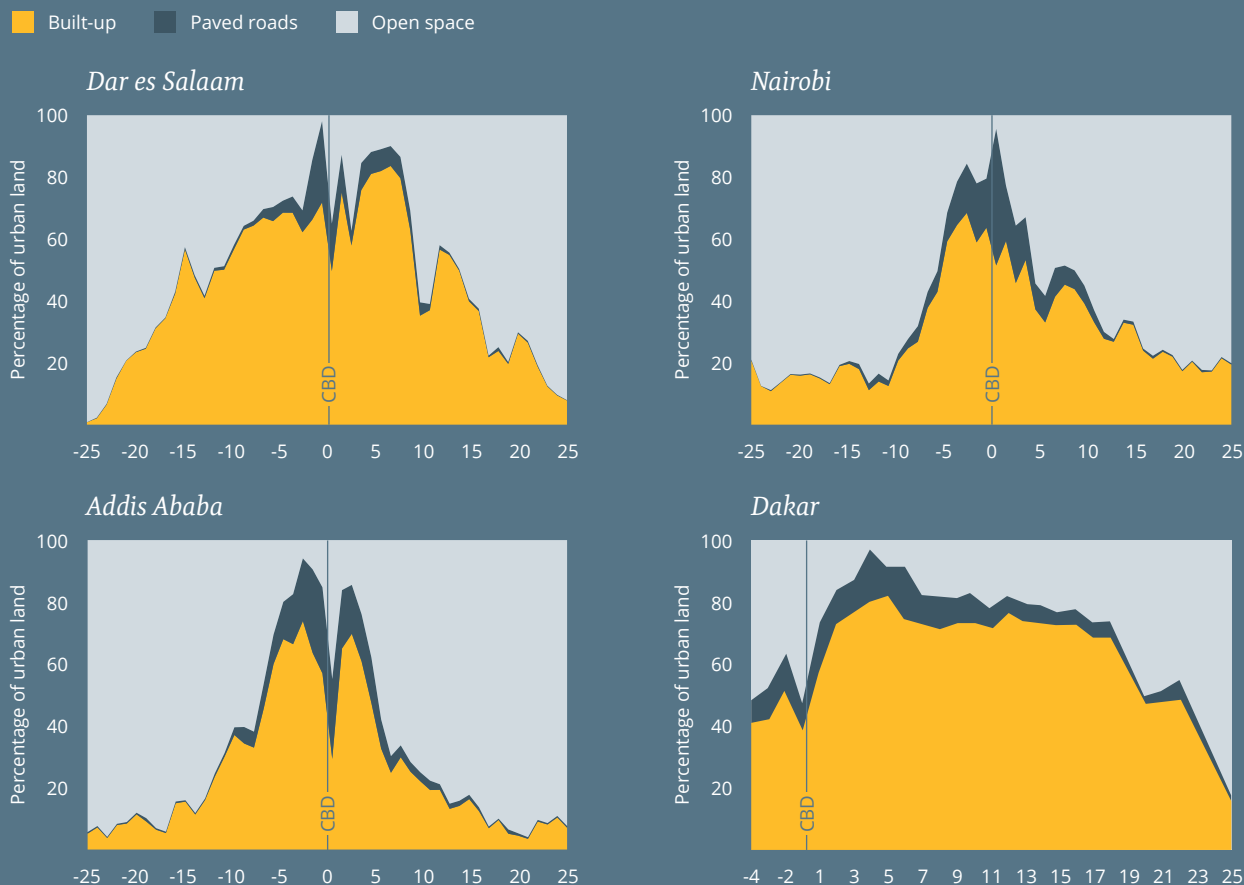 Built-up Paved roads Open space
Dar es Salaam
100
80
60
40
20
Percentage of urban land
CBD
-25 -20 -15 -10 -5 0 5 10 15 20 25
Nairobi
100
80
60
40
20
Percentage of urban land
CBD
-25 -20 -15 -10 -5 0 5 10 15 20 25
Addis Ababa
100
80
60
40
20
Percentage of urban land
CBD
-25 -20 -15 -10 -5 0 5 10 15 20 25
Dakar
100
80
60
40
20
Percentage of urban land
CBD
-4 -2 1 3 5 7 9 11 13 15 17 19 21 23 25